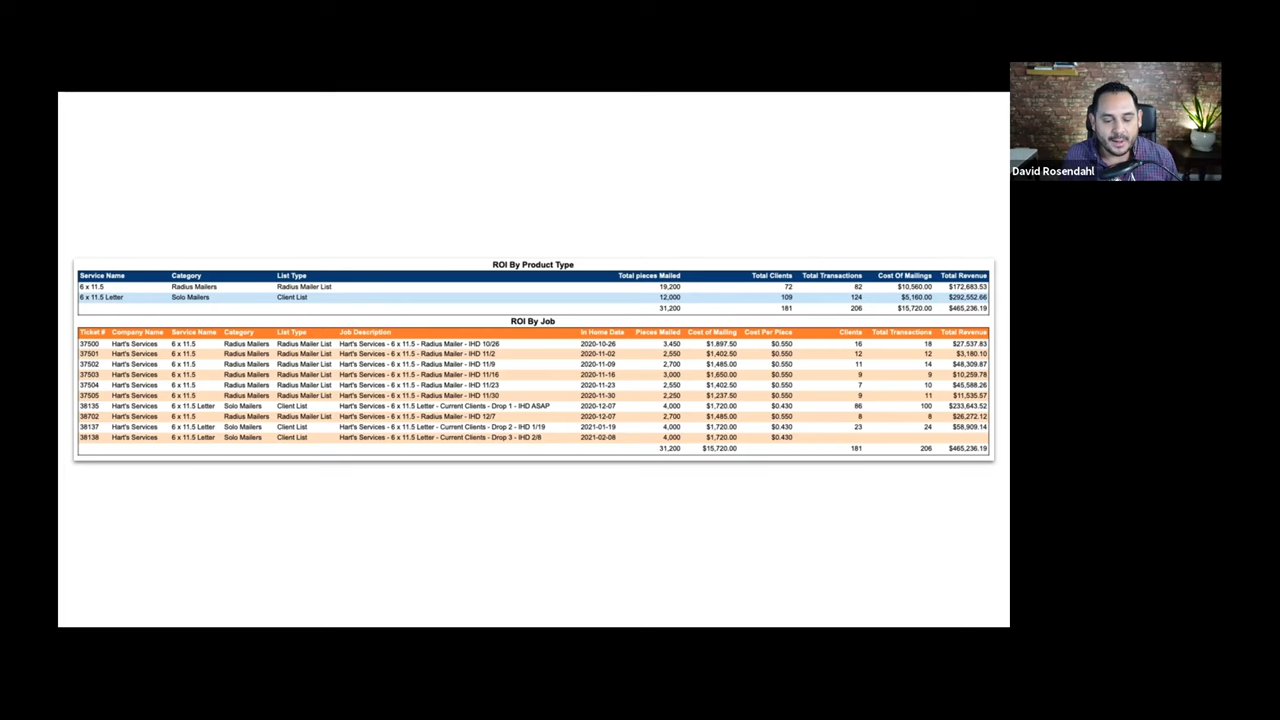 David Rosendahl
ROI By Product Type
Service Name Category List Type Total pieces Mailed Total Clients Total Transactions Cost Of Mailings Total Revenue
6 x 11.5 Radius Mailers Radius Mailer List 19,200 72 82 $10,560.00 $172,683.53
6 x 11.5 Letter Solo Mailers Client List 12,000 109 124 $5,160.00 $292,552.66
31,200 181 206 $15,720.00 $465,236.19
ROI By Job
Ticket # Company Name Service Name Category List Type Job Description In Home Date Pieces Mailed Cost of Mailing Cost Per Piece Clients Total Transactions Total Revenue
37500 Hart's Services 6 x 11.5 Radius Mailers Radius Mailer List Hart's Services - 6 x 11.5 - Radius Mailer - IHD 10/26 2020-10-26 3,450 $1,897.50 $0.550 16 18 $27,537.83
37501 Hart's Services 6 x 11.5 Radius Mailers Radius Mailer List Hart's Services - 6 x 11.5 - Radius Mailer - IHD 11/2 2020-11-02 2,550 $1,402.50 $0.550 12 12 $3,180.10
37502 Hart's Services 6 x 11.5 Radius Mailers Radius Mailer List Hart's Services - 6 x 11.5 - Radius Mailer - IHD 11/9 2020-11-09 2,700 $1,485.00 $0.550 11 14 $48,309.87
37503 Hart's Services 6 x 11.5 Radius Mailers Radius Mailer List Hart's Services - 6 x 11.5 - Radius Mailer - IHD 11/16 2020-11-16 3,000 $1,650.00 $0.550 9 9 $10,259.78
37504 Hart's Services 6 x 11.5 Radius Mailers Radius Mailer List Hart's Services - 6 x 11.5 - Radius Mailer - IHD 11/23 2020-11-23 2,550 $1,402.50 $0.550 7 10 $45,588.26
37505 Hart's Services 6 x 11.5 Radius Mailers Radius Mailer List Hart's Services - 6 x 11.5 - Radius Mailer - IHD 11/30 2020-11-30 2,250 $1,237.50 $0.550 9 11 $11,535.57
38135 Hart's Services 6 x 11.5 Letter Solo Mailers Client List Hart's Services - 6 x 11.5 Letter - Current Clients - Drop 1 - IHD ASAP 2020-12-07 4,000 $1,720.00 $0.430 86 100 $233,643.52
38702 Hart's Services 6 x 11.5 Radius Mailers Radius Mailer List Hart's Services - 6 x 11.5 - Radius Mailer - IHD 12/7 2020-12-07 2,700 $1,485.00 $0.550 8 8 $26,272.12
38137 Hart's Services 6 x 11.5 Letter Solo Mailers Client List Hart's Services - 6 x 11.5 Letter - Current Clients - Drop 2 - IHD 1/19 2021-01-19 4,000 $1,720.00 $0.430 23 24 $58,909.14
38138 Hart's Services 6 x 11.5 Letter Solo Mailers Client List Hart's Services - 6 x 11.5 Letter - Current Clients - Drop 3 - IHD 2/8 2021-02-08 4,000 $1,720.00 $0.430
31,200 $15,720.00 181 206 $465,236.19